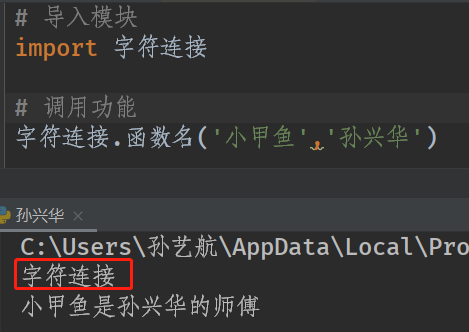 # 导入模块
import 字符连接
# 调用功能
字符连接.函数名('小甲鱼','孙兴华')
孙兴华 ×
C:\Users\孙艺航\AppData\Local\Pro
字符连接
小甲鱼是孙兴华的师傅